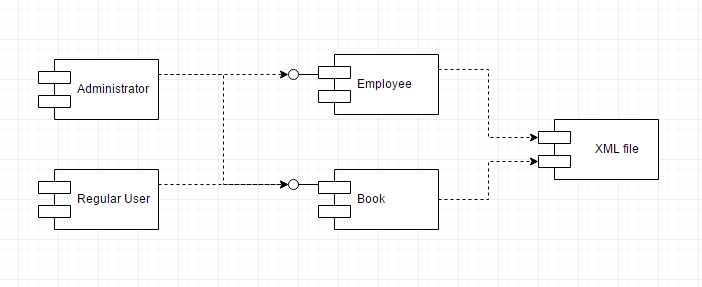 Administrator
Employee
XML file
Regular User
Book